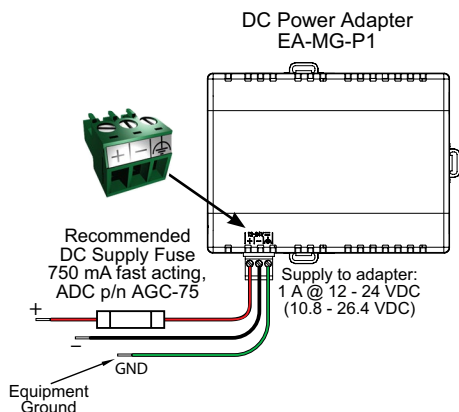 DC Power Adapter
EA-MG-P1
+ −
Recommended
DC Supply Fuse
750 mA fast acting,
ADC p/n AGC-75
Supply to adapter:
1 A @ 12 - 24 VDC
(10.8 - 26.4 VDC)
+
−
GND
Equipment
Ground